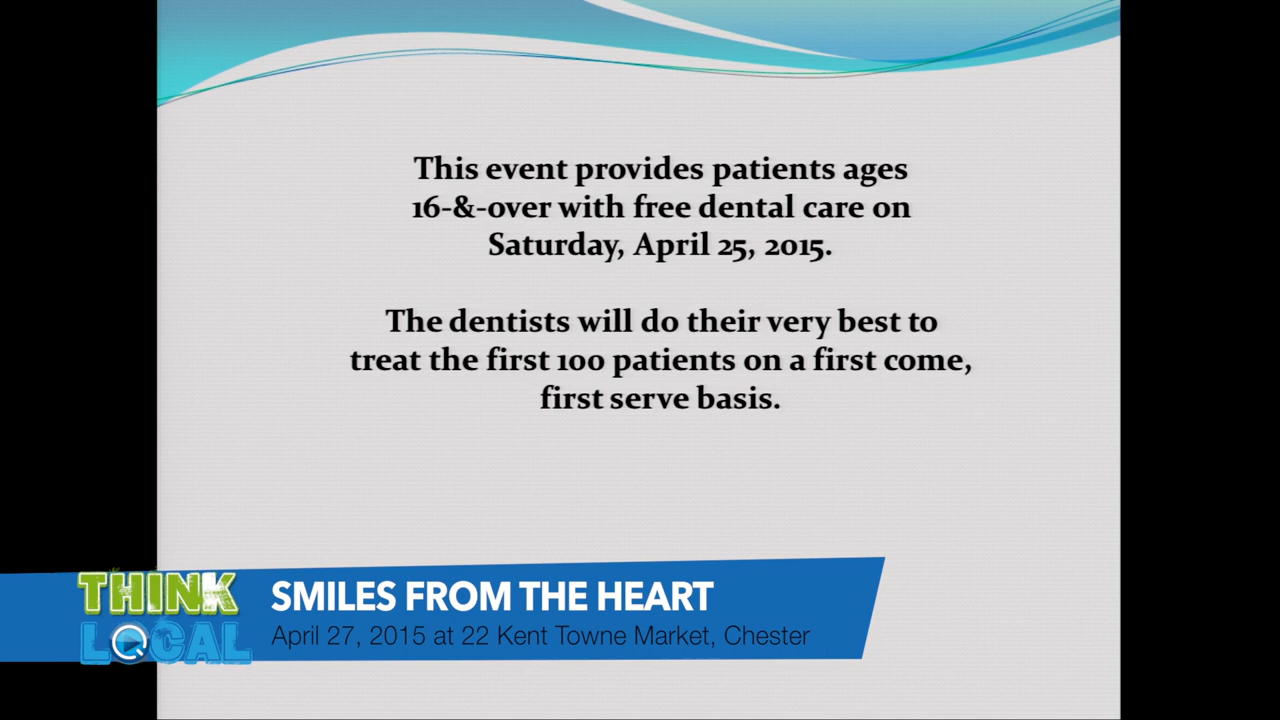 This event provides patients ages
16-&-over with free dental care on
Saturday, April 25, 2015.
The dentists will do their very best to
treat the first 100 patients on a first come,
first serve basis.
THINK
LOCAL
SMILES FROM THE HEART
April 27, 2015 at 22 Kent Towne Market, Chester